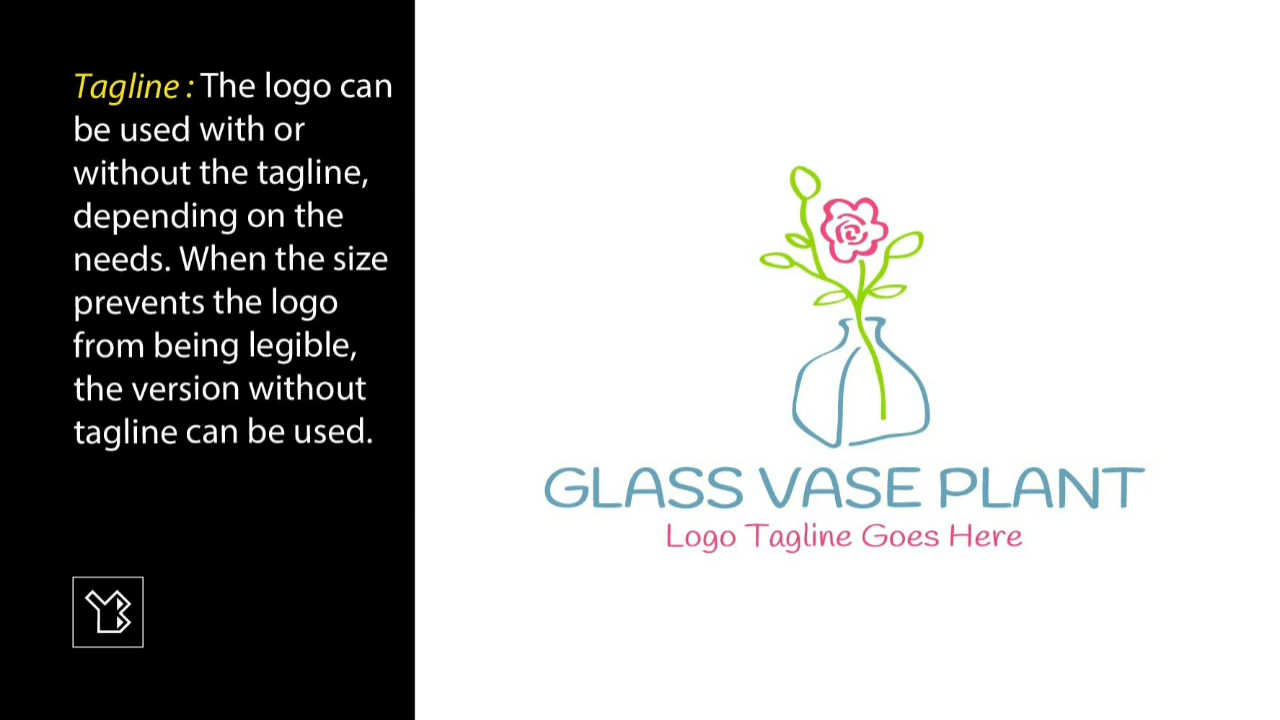 Tagline : The logo can
be used with or
without the tagline,
depending on the
needs. When the size
prevents the logo
from being legible,
the version without
tagline can be used.
GLASS VASE PLANT
Logo Tagline Goes Here